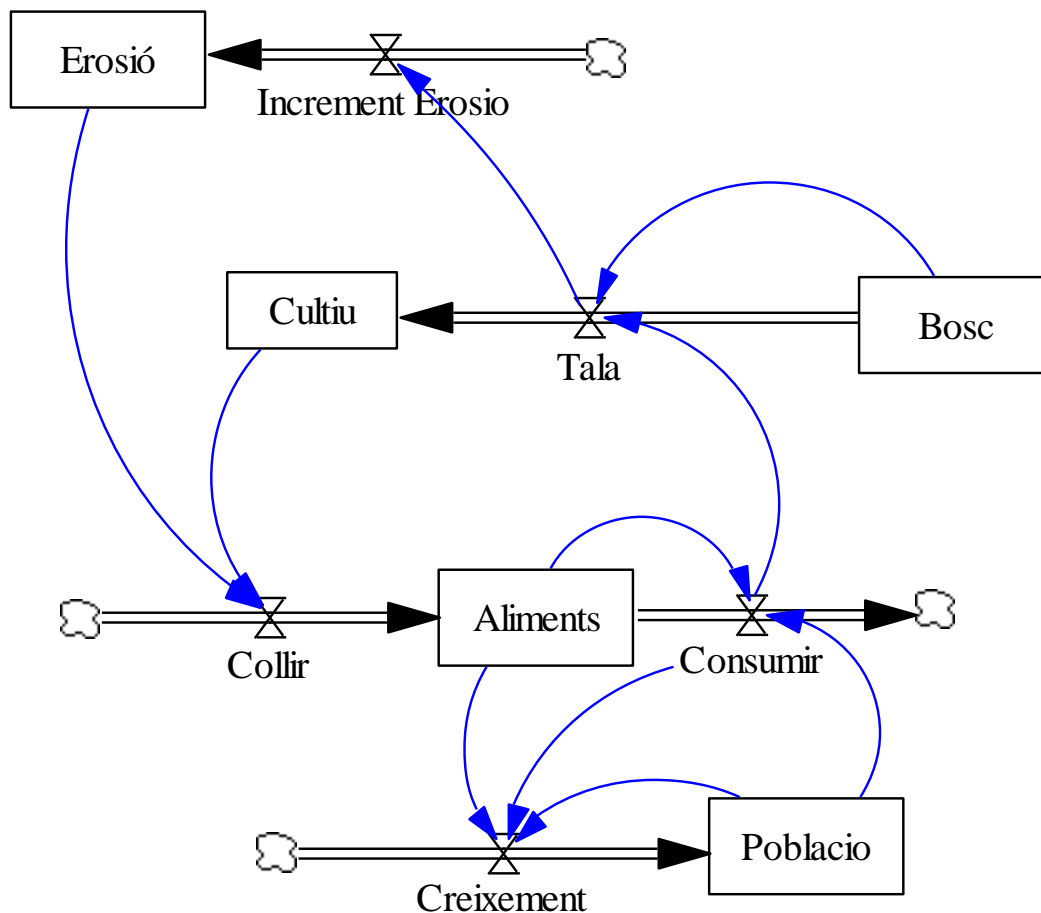 Erosió
Increment Erosio
Cultiu
Tala
Bosc
Collir
Aliments
Consumir
Creixement
Poblacio